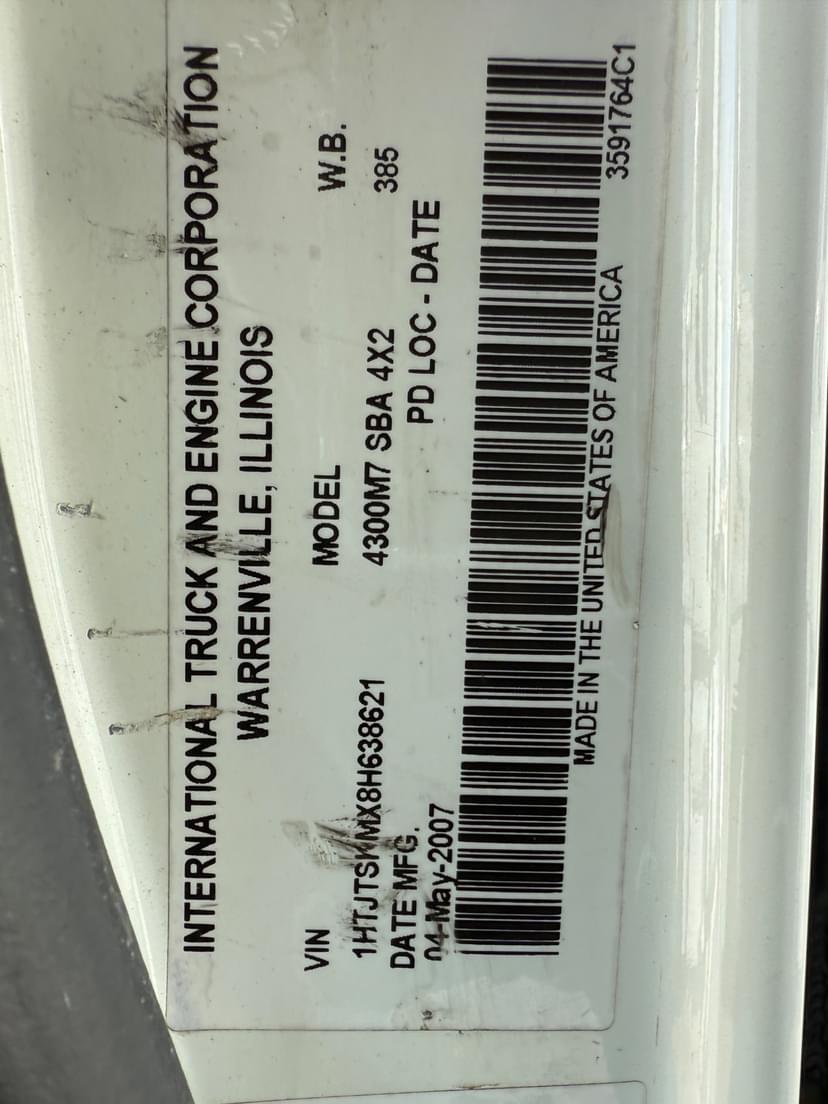 INTERNATIONAL TRUCK AND ENGINE CORPORATION
WARRENVILLE, ILLINOIS
VIN MODEL W.B.
1HTJTSKMX8H638621 4300M7 SBA 4X2 385
DATE MFG. PD LOC - DATE
04-May-2007
MADE IN THE UNITED STATES OF AMERICA 3591764C1